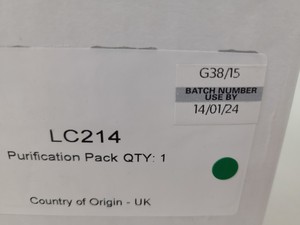 G38/15
BATCH NUMBER
USE BY
14/01/24
LC214
Purification Pack QTY: 1
Country of Origin - UK